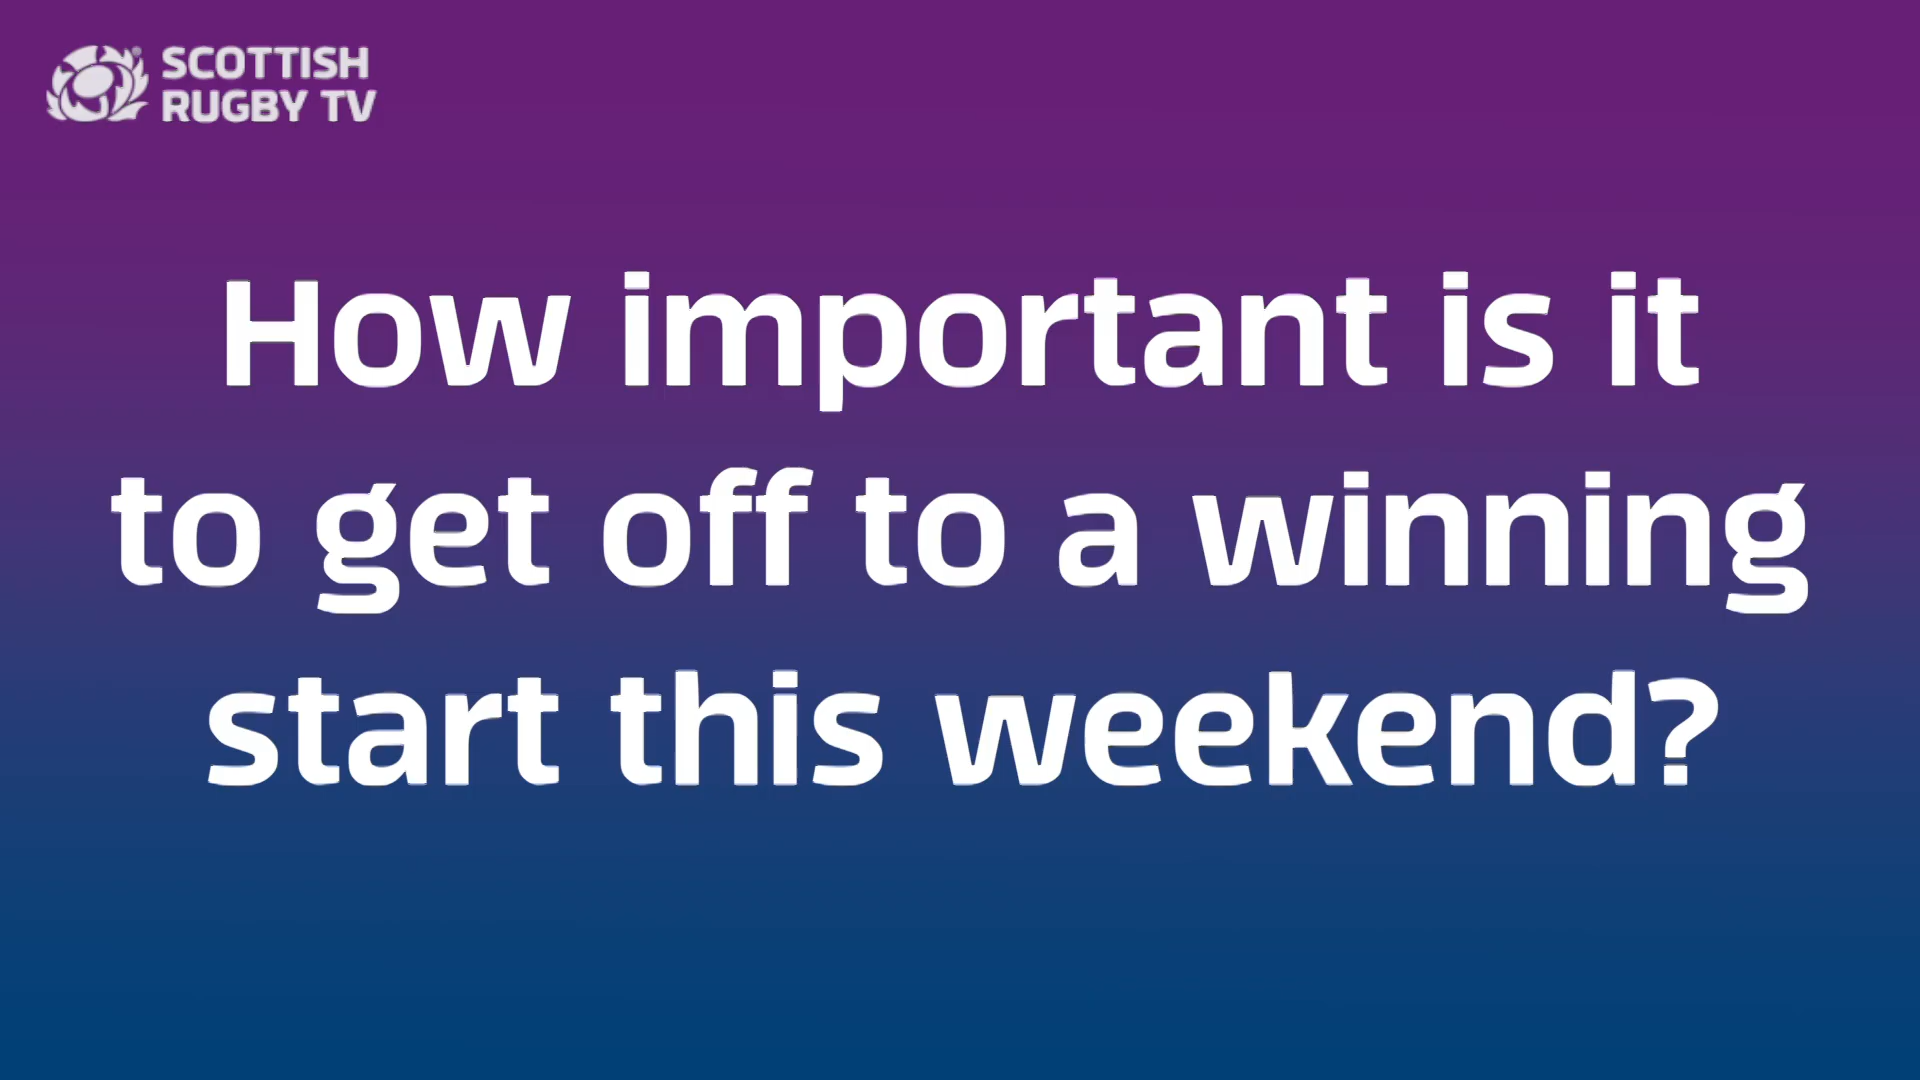 SCOTTISH
RUGBY TV
How important is it
to get off to a winning
start this weekend?